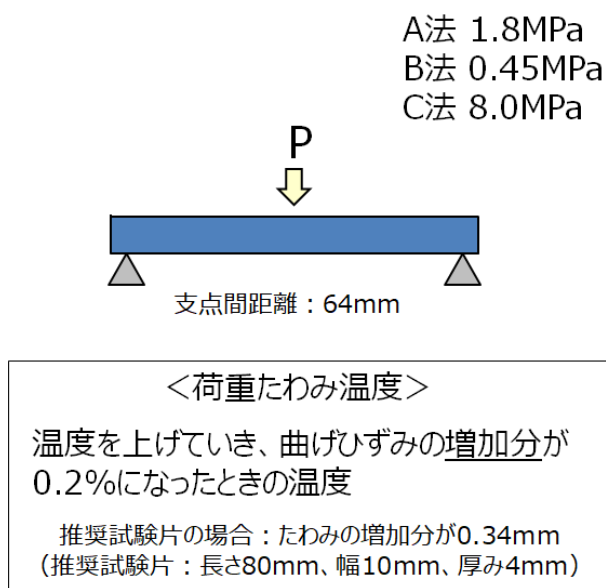 A法 1.8MPa
B法 0.45MPa
C法 8.0MPa
P
支点間距離：64mm
＜荷重たわみ温度＞
温度を上げていき、曲げひずみの増加分が
0.2%になったときの温度
推奨試験片の場合：たわみの増加分が0.34mm
（推奨試験片：長さ80mm、幅10mm、厚み4mm）